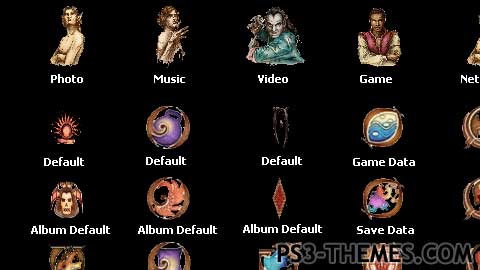 Photo Music Video Game Net
Default Default Default Game Data
Album Default Album Default Album Default Save Data
PS3-THEMES.COM